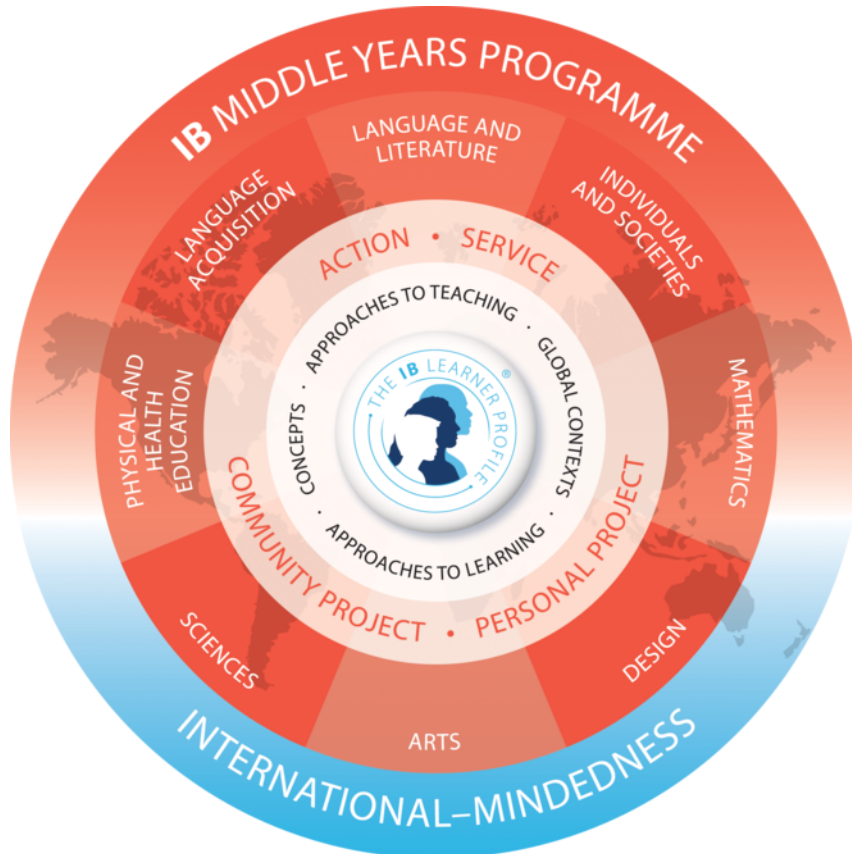 IB MIDDLE YEARS PROGRAMME
LANGUAGE AND
LITERATURE
INDIVIDUALS
AND SOCIETIES
MATHEMATICS
DESIGN
ARTS
SCIENCES
PHYSICAL AND
HEALTH
EDUCATION
LANGUAGE
ACQUISITION
ACTION • SERVICE
PERSONAL PROJECT • COMMUNITY PROJECT
APPROACHES TO TEACHING · GLOBAL CONTEXTS · APPROACHES TO LEARNING · CONCEPTS ·
THE IB LEARNER PROFILE ®
INTERNATIONAL–MINDEDNESS